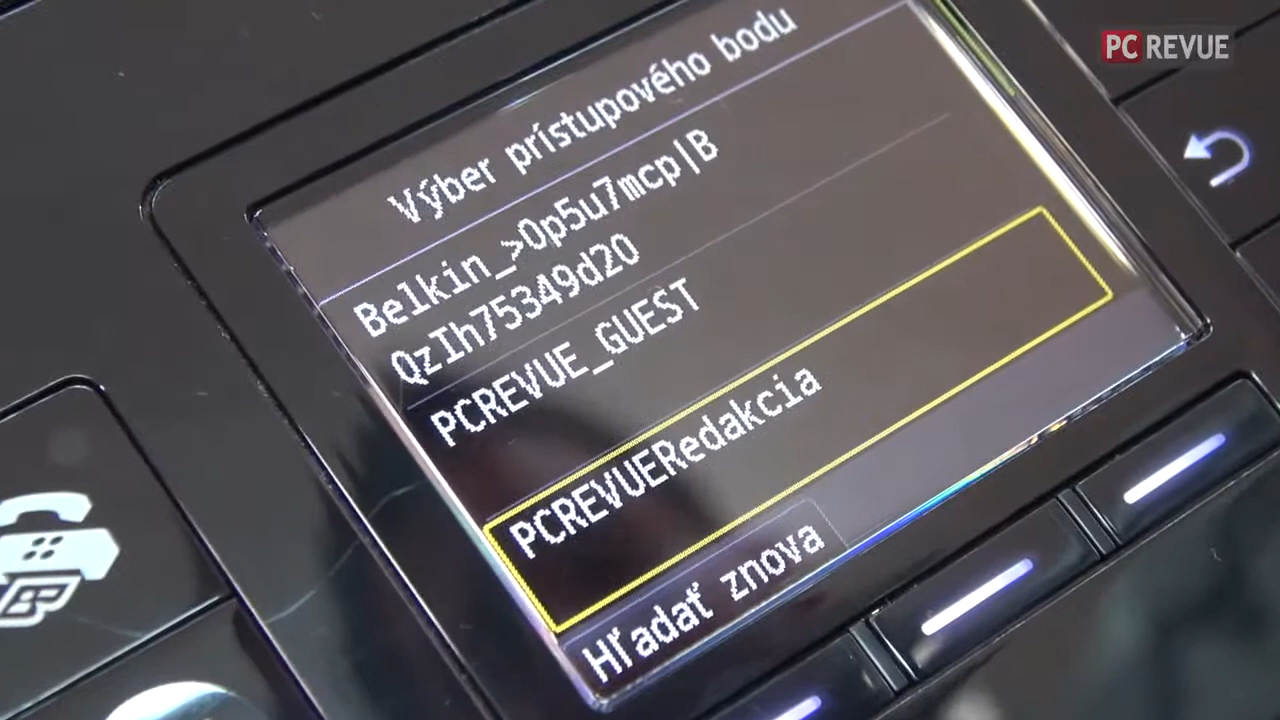 PC REVUE
Výber prístupového bodu
Belkin_>0p5u7mcp|B
QzIh75349d20
PCREVUE_GUEST
PCREVUERedakcia
Hľadať znova